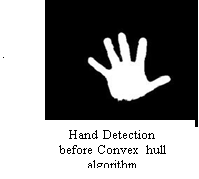 Hand Detection
before Convex hull
algorithm